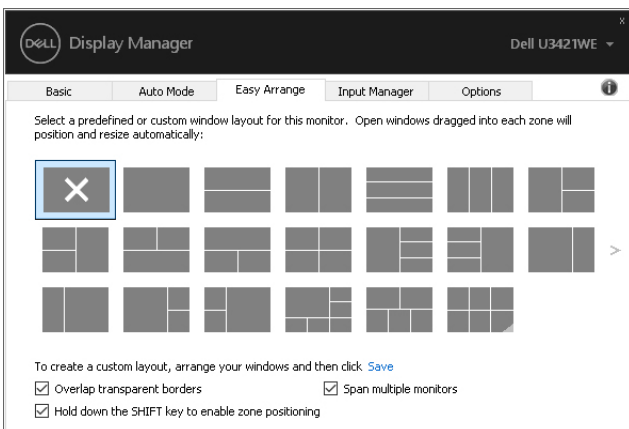 x
DELL Display Manager
Dell U3421WE
Basic Auto Mode Easy Arrange Input Manager Options
Select a predefined or custom window layout for this monitor. Open windows dragged into each zone will
position and resize automatically:
To create a custom layout, arrange your windows and then click Save
Overlap transparent borders
Span multiple monitors
Hold down the SHIFT key to enable zone positioning